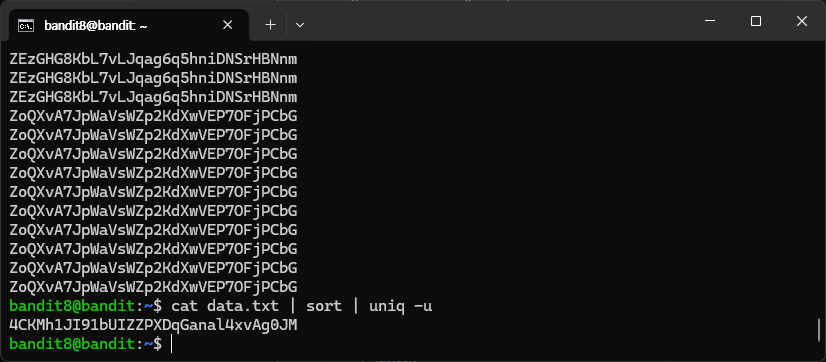 bandit8@bandit: ~
ZEzGHG8KbL7vLJqag6q5hniDNSrHBNnm
ZEzGHG8KbL7vLJqag6q5hniDNSrHBNnm
ZEzGHG8KbL7vLJqag6q5hniDNSrHBNnm
ZoQXvA7JpWaVsWZp2KdXwVEP7OFjPCbG
ZoQXvA7JpWaVsWZp2KdXwVEP7OFjPCbG
ZoQXvA7JpWaVsWZp2KdXwVEP7OFjPCbG
ZoQXvA7JpWaVsWZp2KdXwVEP7OFjPCbG
ZoQXvA7JpWaVsWZp2KdXwVEP7OFjPCbG
ZoQXvA7JpWaVsWZp2KdXwVEP7OFjPCbG
ZoQXvA7JpWaVsWZp2KdXwVEP7OFjPCbG
ZoQXvA7JpWaVsWZp2KdXwVEP7OFjPCbG
ZoQXvA7JpWaVsWZp2KdXwVEP7OFjPCbG
ZoQXvA7JpWaVsWZp2KdXwVEP7OFjPCbG
bandit8@bandit:~$ cat data.txt | sort | uniq -u
4CKMh1JI91bUIZZPXDqGanal4xvAg0JM
bandit8@bandit:~$